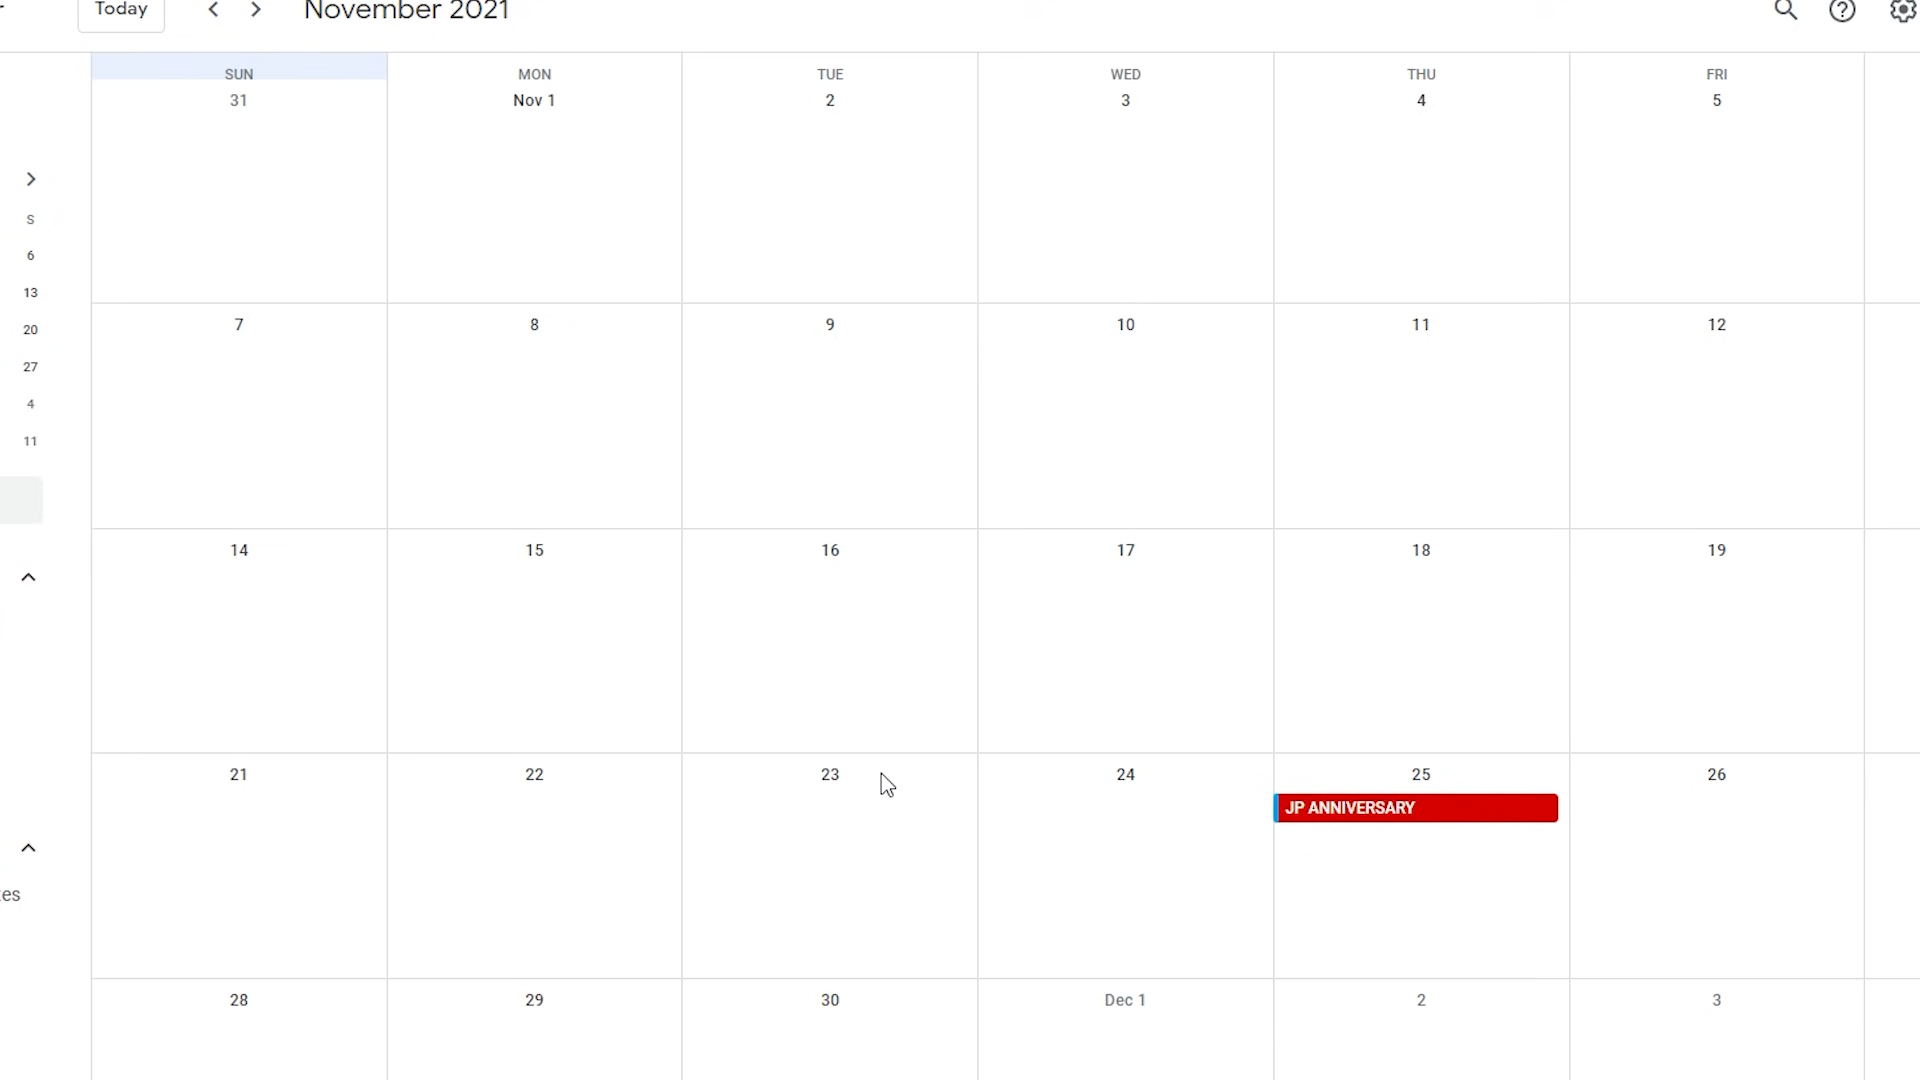 Today
November 2021
SUN MON TUE WED THU FRI
31 Nov 1 2 3 4 5
S
6
13
20
27
4
11
7 8 9 10 11 12
14 15 16 17 18 19
21 22 23 24 25 26
JP ANNIVERSARY
28 29 30 Dec 1 2 3